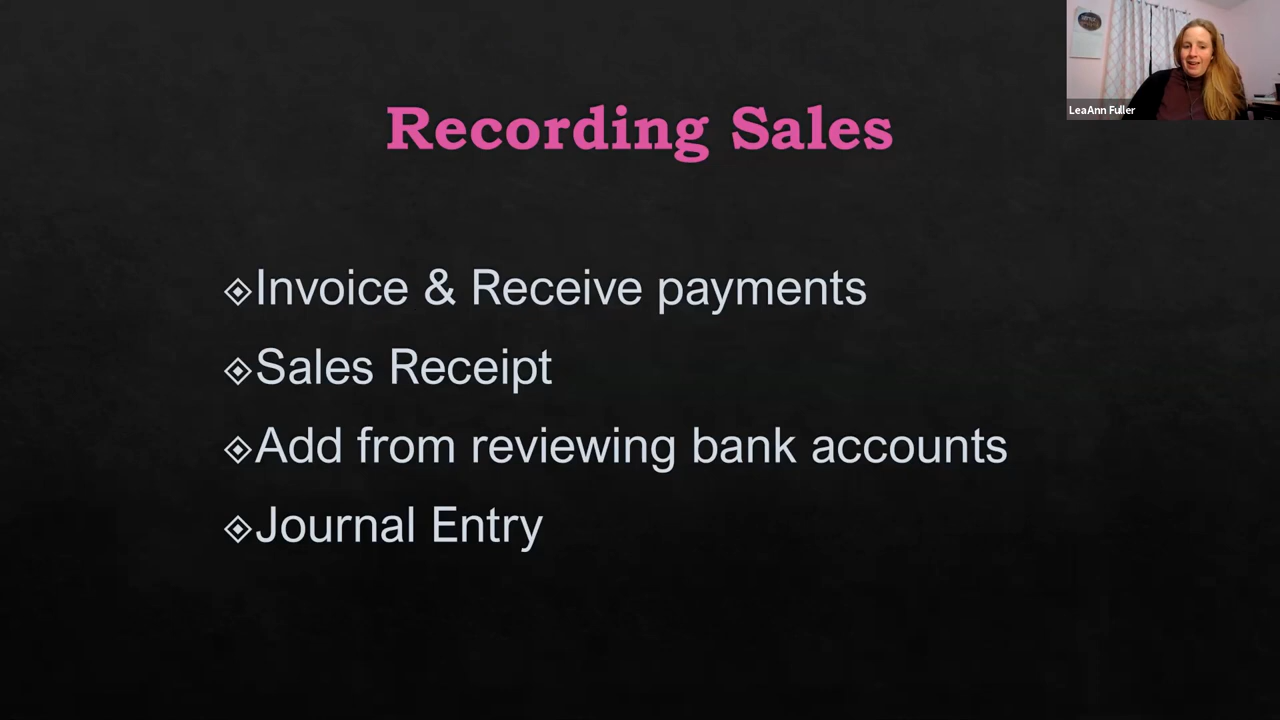 Recording Sales
LeaAnn Fuller
Invoice & Receive payments
Sales Receipt
Add from reviewing bank accounts
Journal Entry